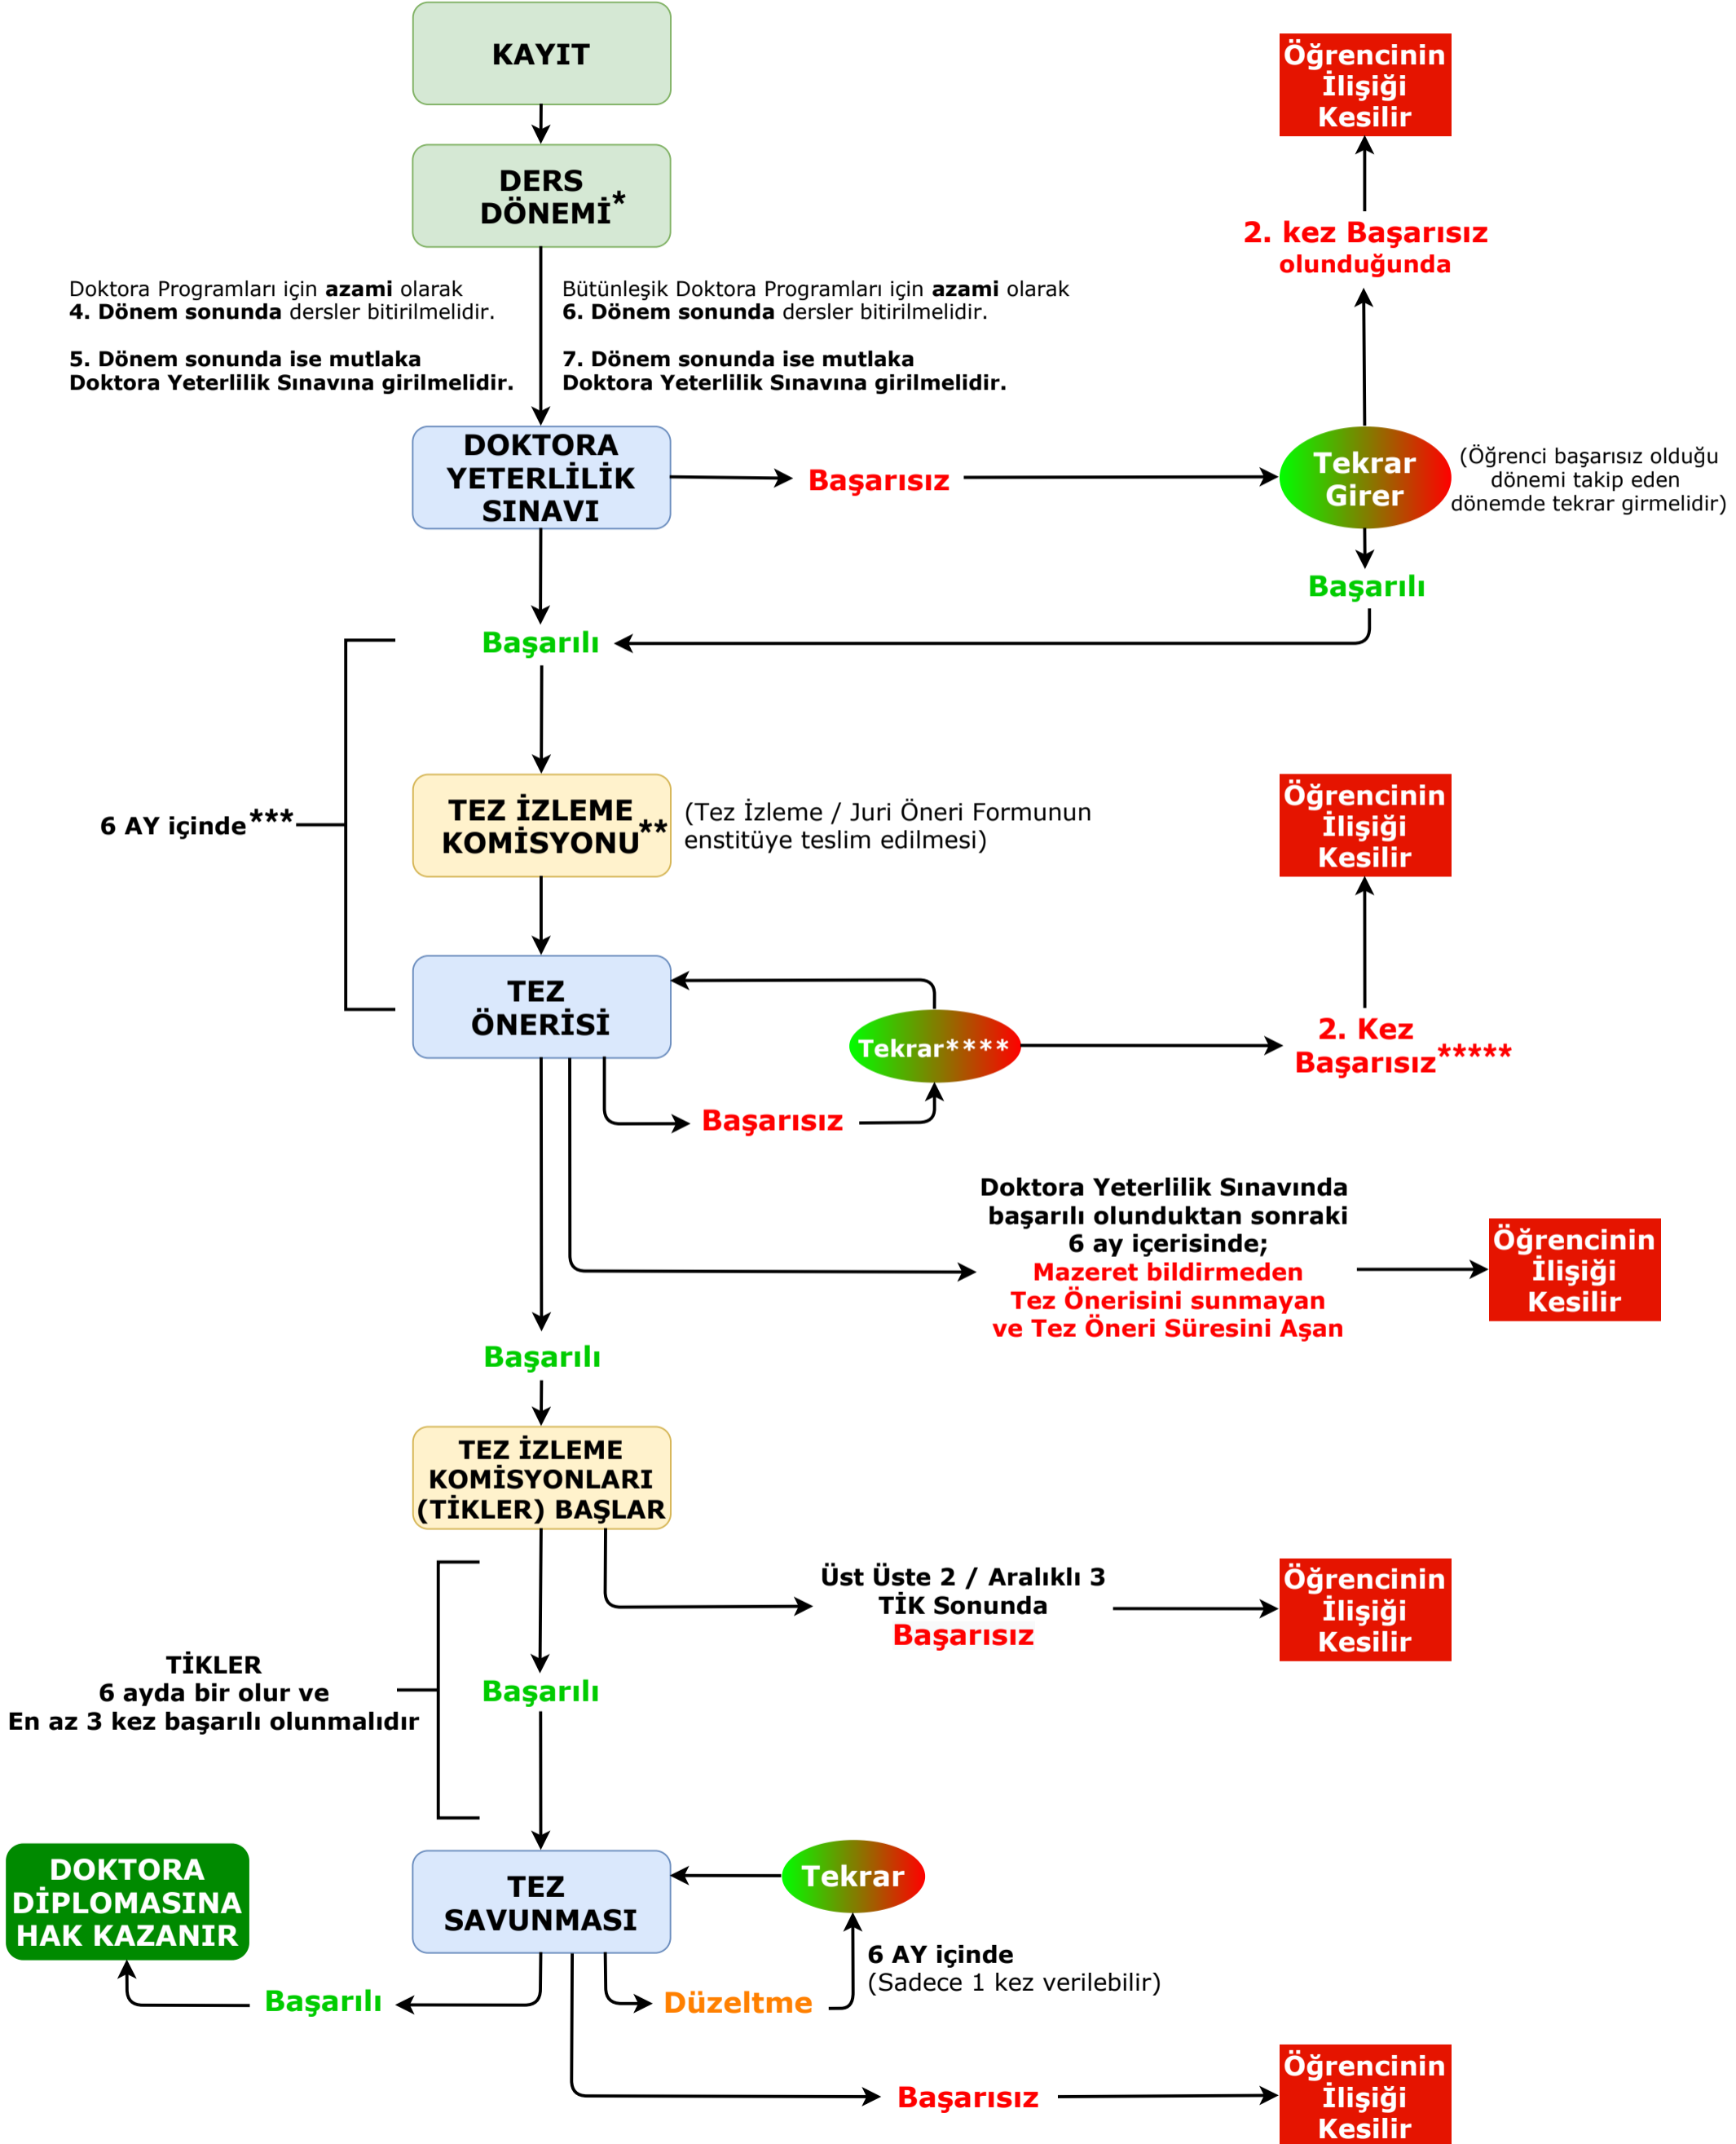 KAYIT
Öğrencinin
İlişiği
Kesilir
DERS
DÖNEMİ*
2. kez Başarısız
olunduğunda
Doktora Programları için azami olarak
4. Dönem sonunda dersler bitirilmelidir.
5. Dönem sonunda ise mutlaka
Doktora Yeterlilik Sınavına girilmelidir.
Bütünleşik Doktora Programları için azami olarak
6. Dönem sonunda dersler bitirilmelidir.
7. Dönem sonunda ise mutlaka
Doktora Yeterlilik Sınavına girilmelidir.
DOKTORA
YETERLİLİK
SINAVI
Başarısız
Tekrar
Girer
(Öğrenci başarısız olduğu
dönemi takip eden
dönemde tekrar girmelidir)
Başarılı
Başarılı
6 AY içinde***
TEZ İZLEME
KOMİSYONU**
(Tez İzleme / Juri Öneri Formunun
enstitüye teslim edilmesi)
Öğrencinin
İlişiği
Kesilir
TEZ
ÖNERİSİ
Tekrar****
2. Kez
Başarısız*****
Başarısız
Doktora Yeterlilik Sınavında
başarılı olunduktan sonraki
6 ay içerisinde;
Mazeret bildirmeden
Tez Önerisini sunmayan
ve Tez Öneri Süresini Aşan
Öğrencinin
İlişiği
Kesilir
Başarılı
TEZ İZLEME
KOMİSYONLARI
(TİKLER) BAŞLAR
Üst Üste 2 / Aralıklı 3
TİK Sonunda
Başarısız
Öğrencinin
İlişiği
Kesilir
TİKLER
6 ayda bir olur ve
En az 3 kez başarılı olunmalıdır
Başarılı
DOKTORA
DİPLOMASINA
HAK KAZANIR
TEZ
SAVUNMASI
Tekrar
6 AY içinde
(Sadece 1 kez verilebilir)
Başarılı
Düzeltme
Başarısız
Öğrencinin
İlişiği
Kesilir